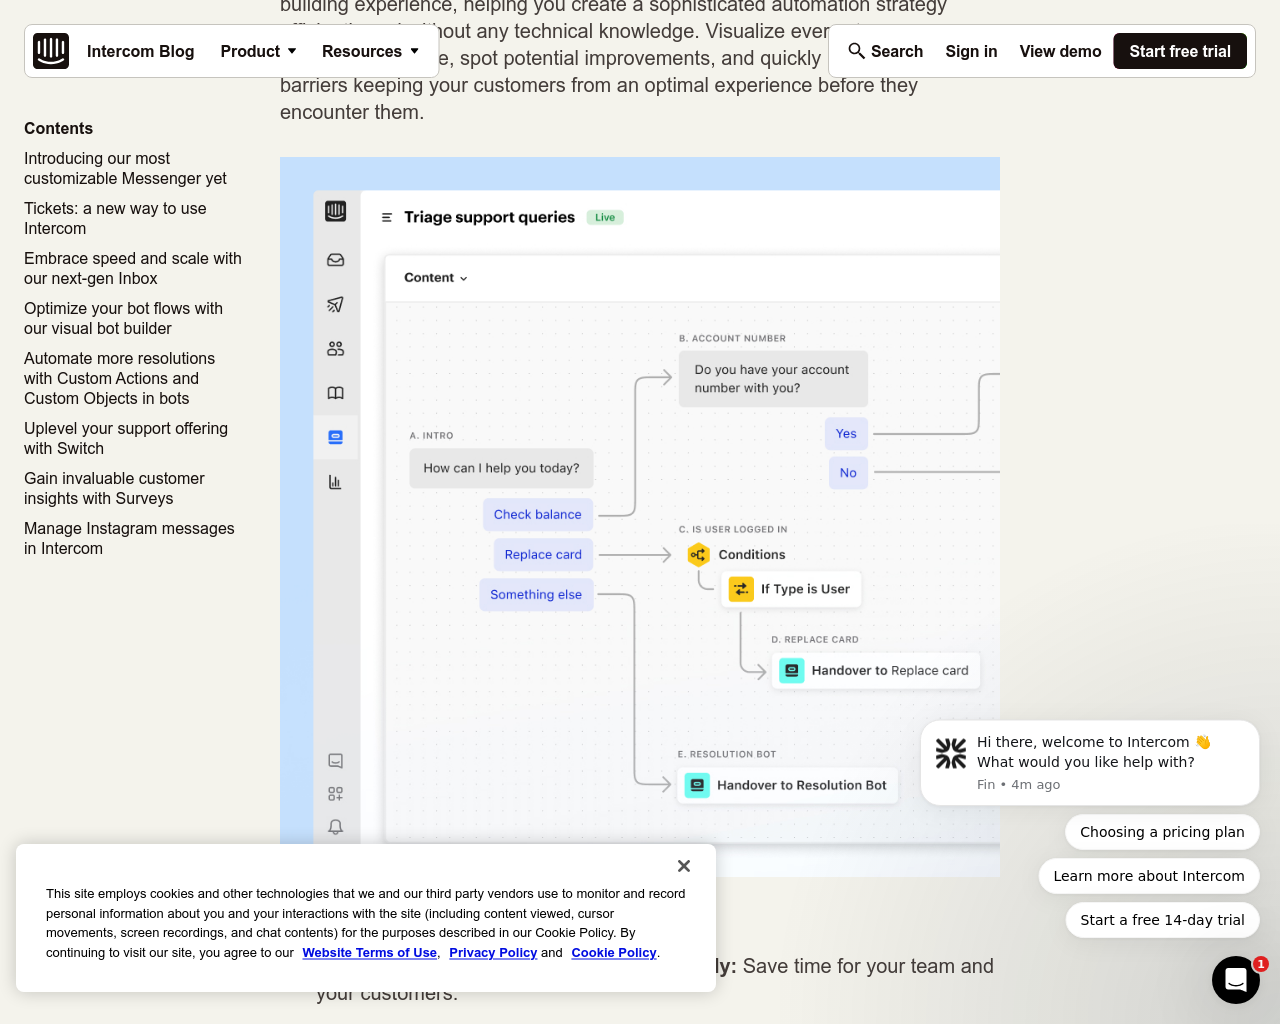 building experience, helping you create a sophisticated automation strategy
without any technical knowledge. Visualize
spot potential improvements, and quickly
barriers keeping your customers from an optimal experience before they
encounter them.
Intercom Blog
Product
Resources
Search
Sign in
View demo
Start free trial
Contents
Introducing our most
customizable Messenger yet
Tickets: a new way to use
Intercom
Embrace speed and scale with
our next-gen Inbox
Optimize your bot flows with
our visual bot builder
Automate more resolutions
with Custom Actions and
Custom Objects in bots
Uplevel your support offering
with Switch
Gain invaluable customer
insights with Surveys
Manage Instagram messages
in Intercom
Triage support queries
Live
Content
B. ACCOUNT NUMBER
Do you have your account
number with you?
Yes
No
A. INTRO
How can I help you today?
Check balance
Replace card
Something else
C. IS USER LOGGED IN
Conditions
If Type is User
D. REPLACE CARD
Handover to Replace card
E. RESOLUTION BOT
Handover to Resolution Bot
Hi there, welcome to Intercom 👋
What would you like help with?
Fin • 4m ago
Choosing a pricing plan
Learn more about Intercom
Start a free 14-day trial
1
This site employs cookies and other technologies that we and our third party vendors use to monitor and record
personal information about you and your interactions with the site (including content viewed, cursor
movements, screen recordings, and chat contents) for the purposes described in our Cookie Policy. By
continuing to visit our site, you agree to our Website Terms of Use, Privacy Policy and Cookie Policy.
ly: Save time for your team and
your customers.